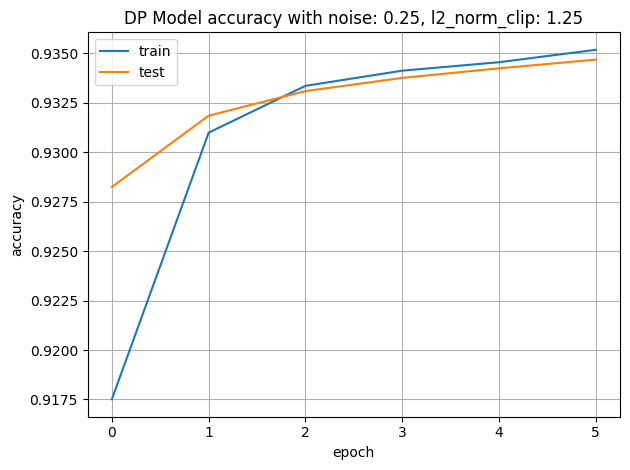 DP Model accuracy with noise: 0.25, l2_norm_clip: 1.25
train
test
0.9350
0.9325
0.9300
0.9275
0.9250
0.9225
0.9200
0.9175
accuracy
0 1 2 3 4 5
epoch